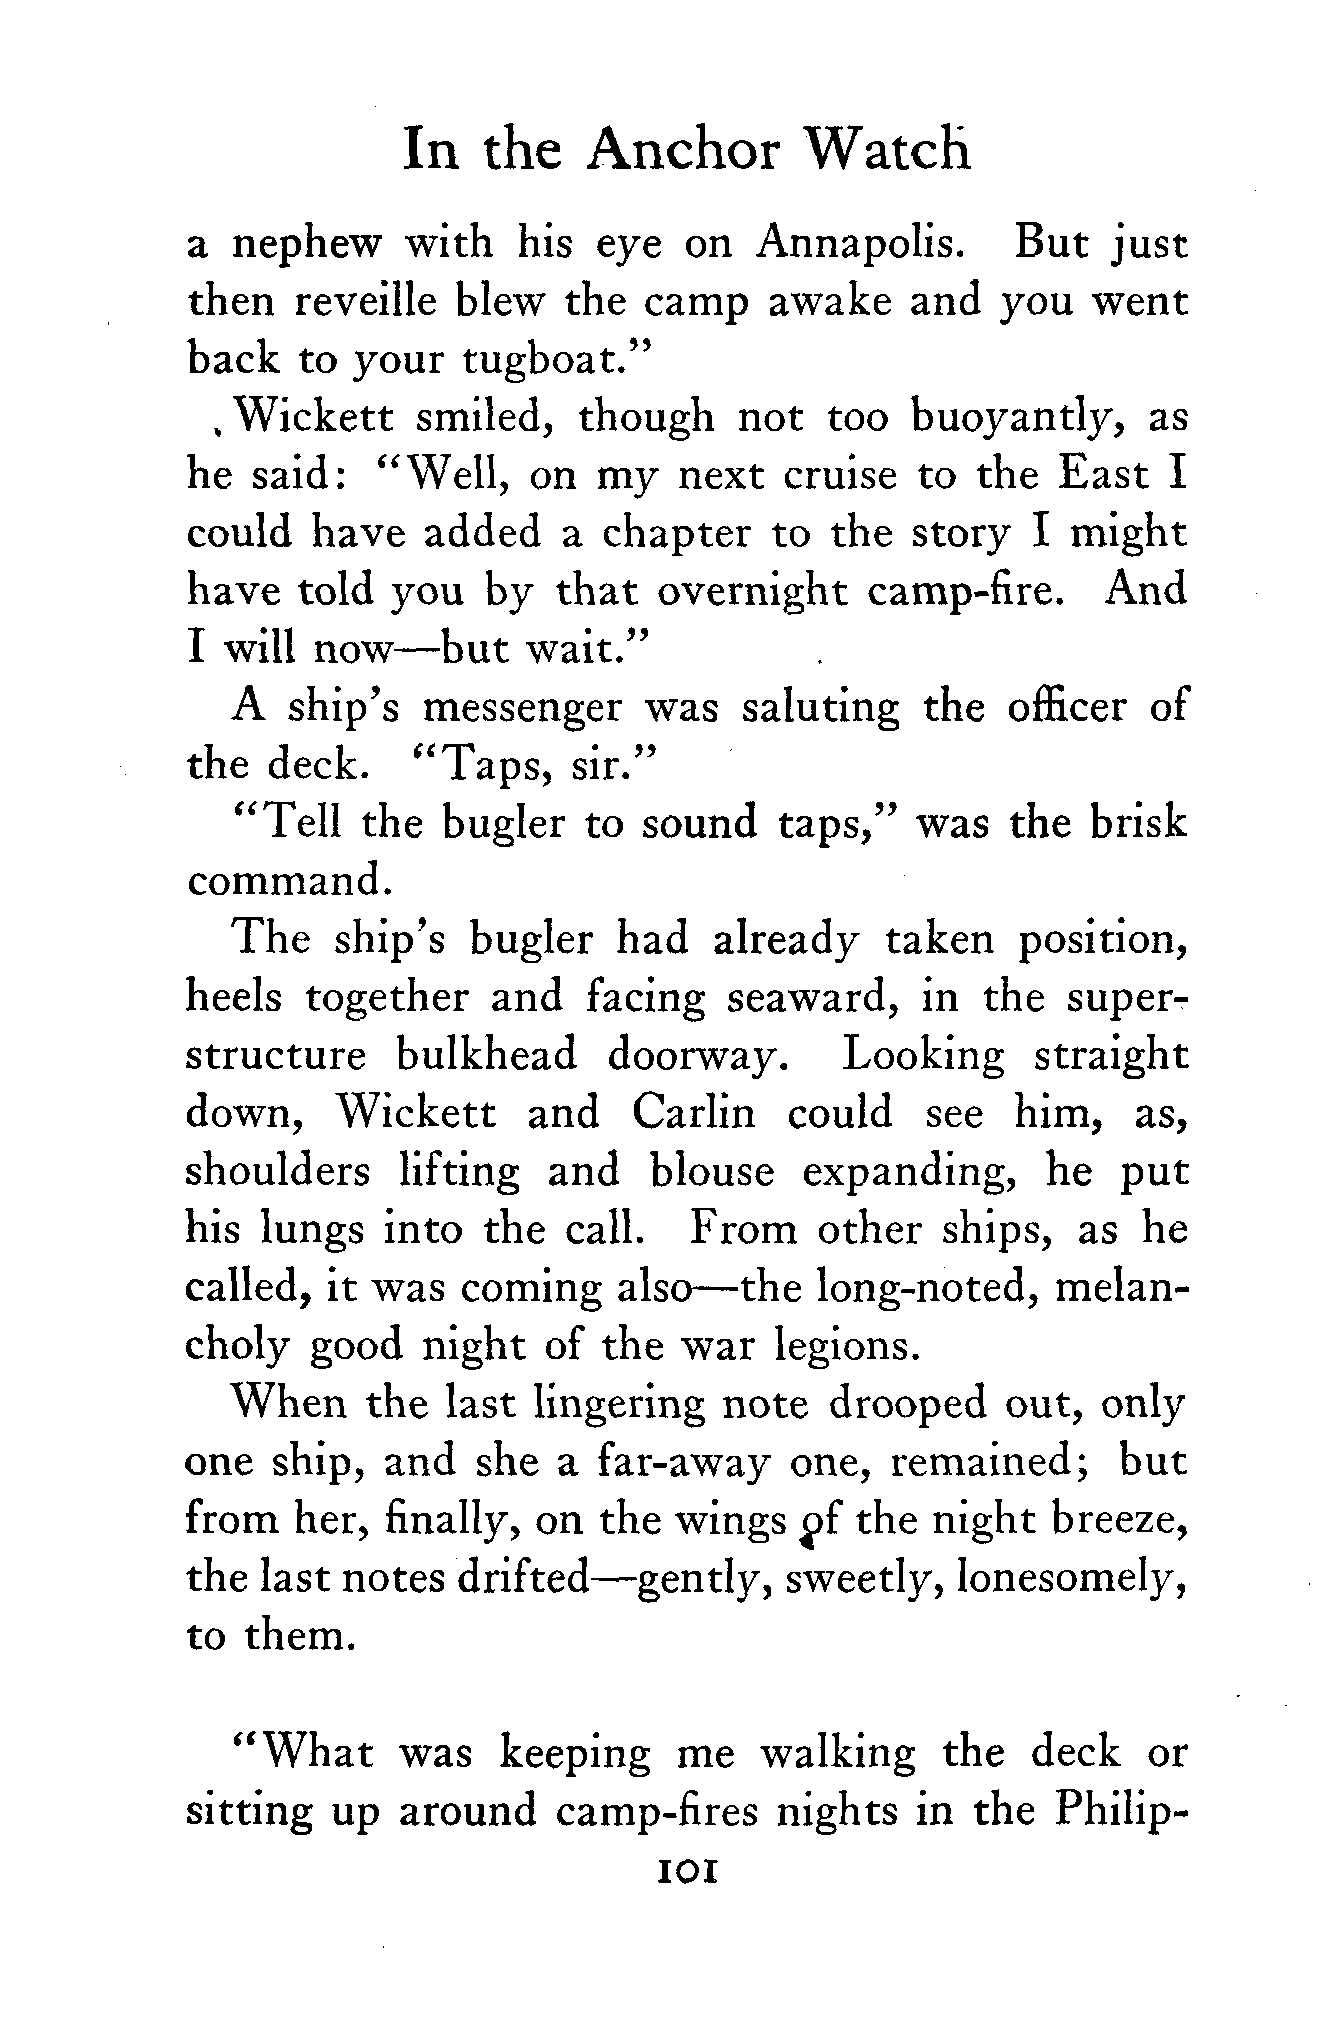 In the Anchor Watch
a nephew with his eye on Annapolis. But just
then reveille blew the camp awake and you went
back to your tugboat."
Wickett smiled, though not too buoyantly, as
he said: "Well, on my next cruise to the East I
could have added a chapter to the story I might
have told you by that overnight camp-fire. And
I will now—but wait."
A ship's messenger was saluting the officer of
the deck. "Taps, sir."
"Tell the bugler to sound taps," was the brisk
command.
The ship's bugler had already taken position,
heels together and facing seaward, in the super-
structure bulkhead doorway. Looking straight
down, Wickett and Carlin could see him, as,
shoulders lifting and blouse expanding, he put
his lungs into the call. From other ships, as he
called, it was coming also—the long-noted, melan-
choly good night of the war legions.
When the last lingering note drooped out, only
one ship, and she a far-away one, remained; but
from her, finally, on the wings of the night breeze,
the last notes drifted—gently, sweetly, lonesomely,
to them.
"What was keeping me walking the deck or
sitting up around camp-fires nights in the Philip-
101